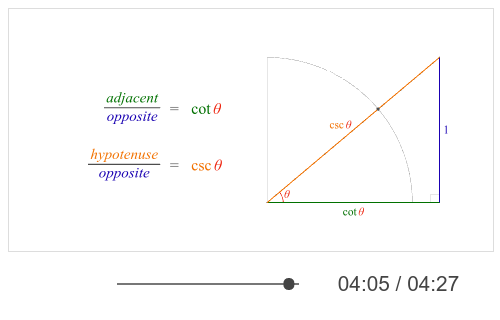 adjacent
opposite
= cot θ
hypotenuse
opposite
= csc θ
csc θ
1
θ
cot θ
04:05 / 04:27